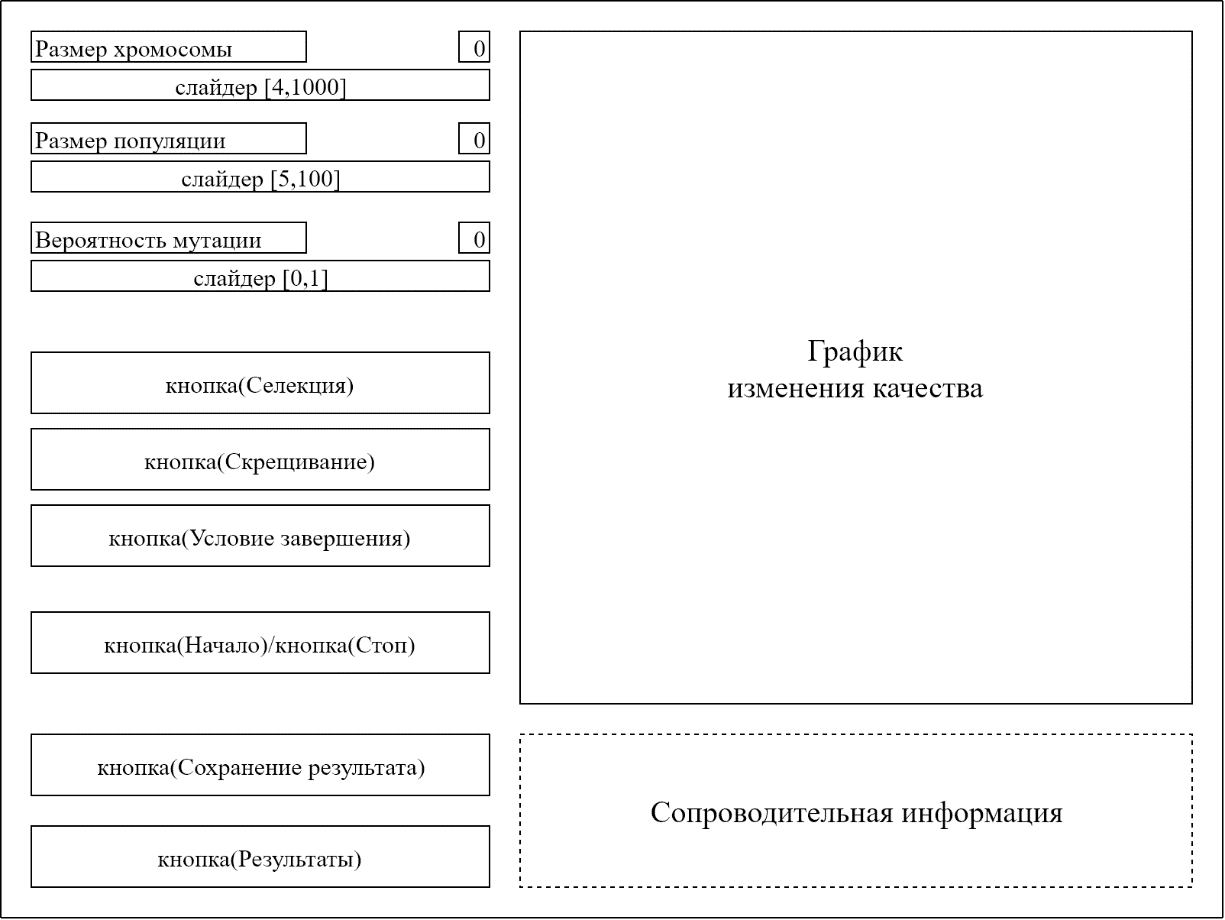 Размер хромосомы
0
слайдер [4,1000]
Размер популяции
0
слайдер [5,100]
Вероятность мутации
0
слайдер [0,1]
кнопка(Селекция)
кнопка(Скрещивание)
кнопка(Условие завершения)
кнопка(Начало)/кнопка(Стоп)
кнопка(Сохранение результата)
кнопка(Результаты)
График
изменения качества
Сопроводительная информация